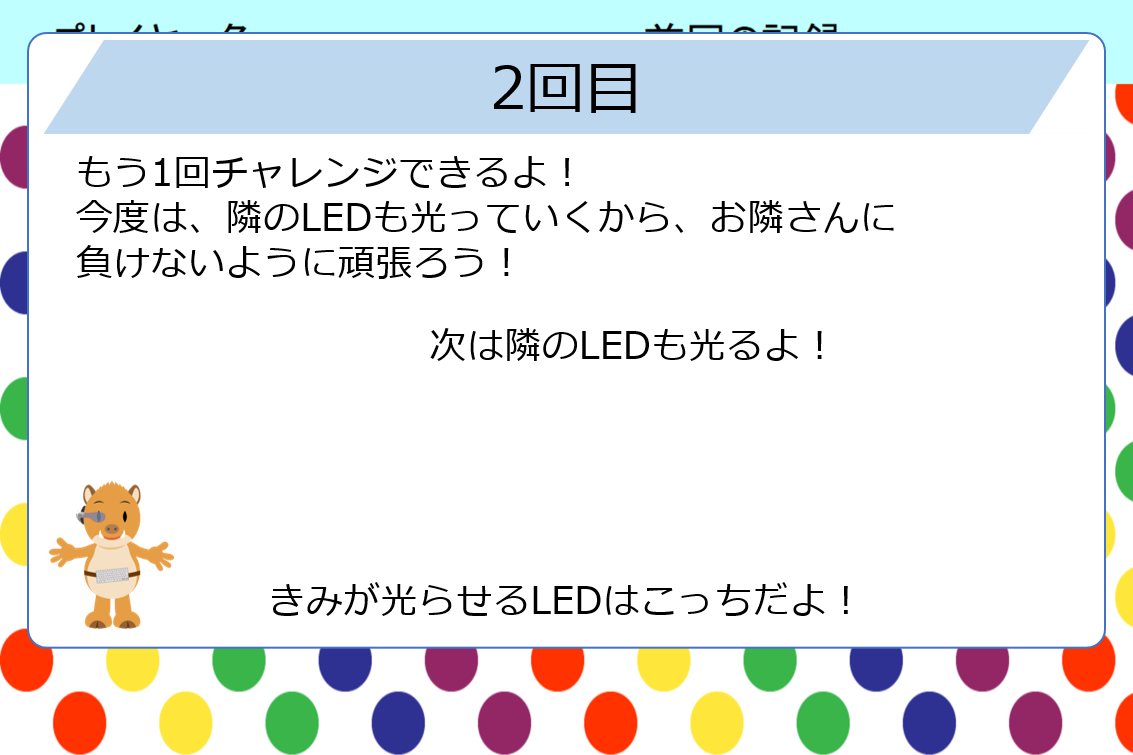 2回目
もう1回チャレンジできるよ！
今度は、隣のLEDも光っていくから、お隣さんに
負けないように頑張ろう！
次は隣のLEDも光るよ！
きみが光らせるLEDはこっちだよ！